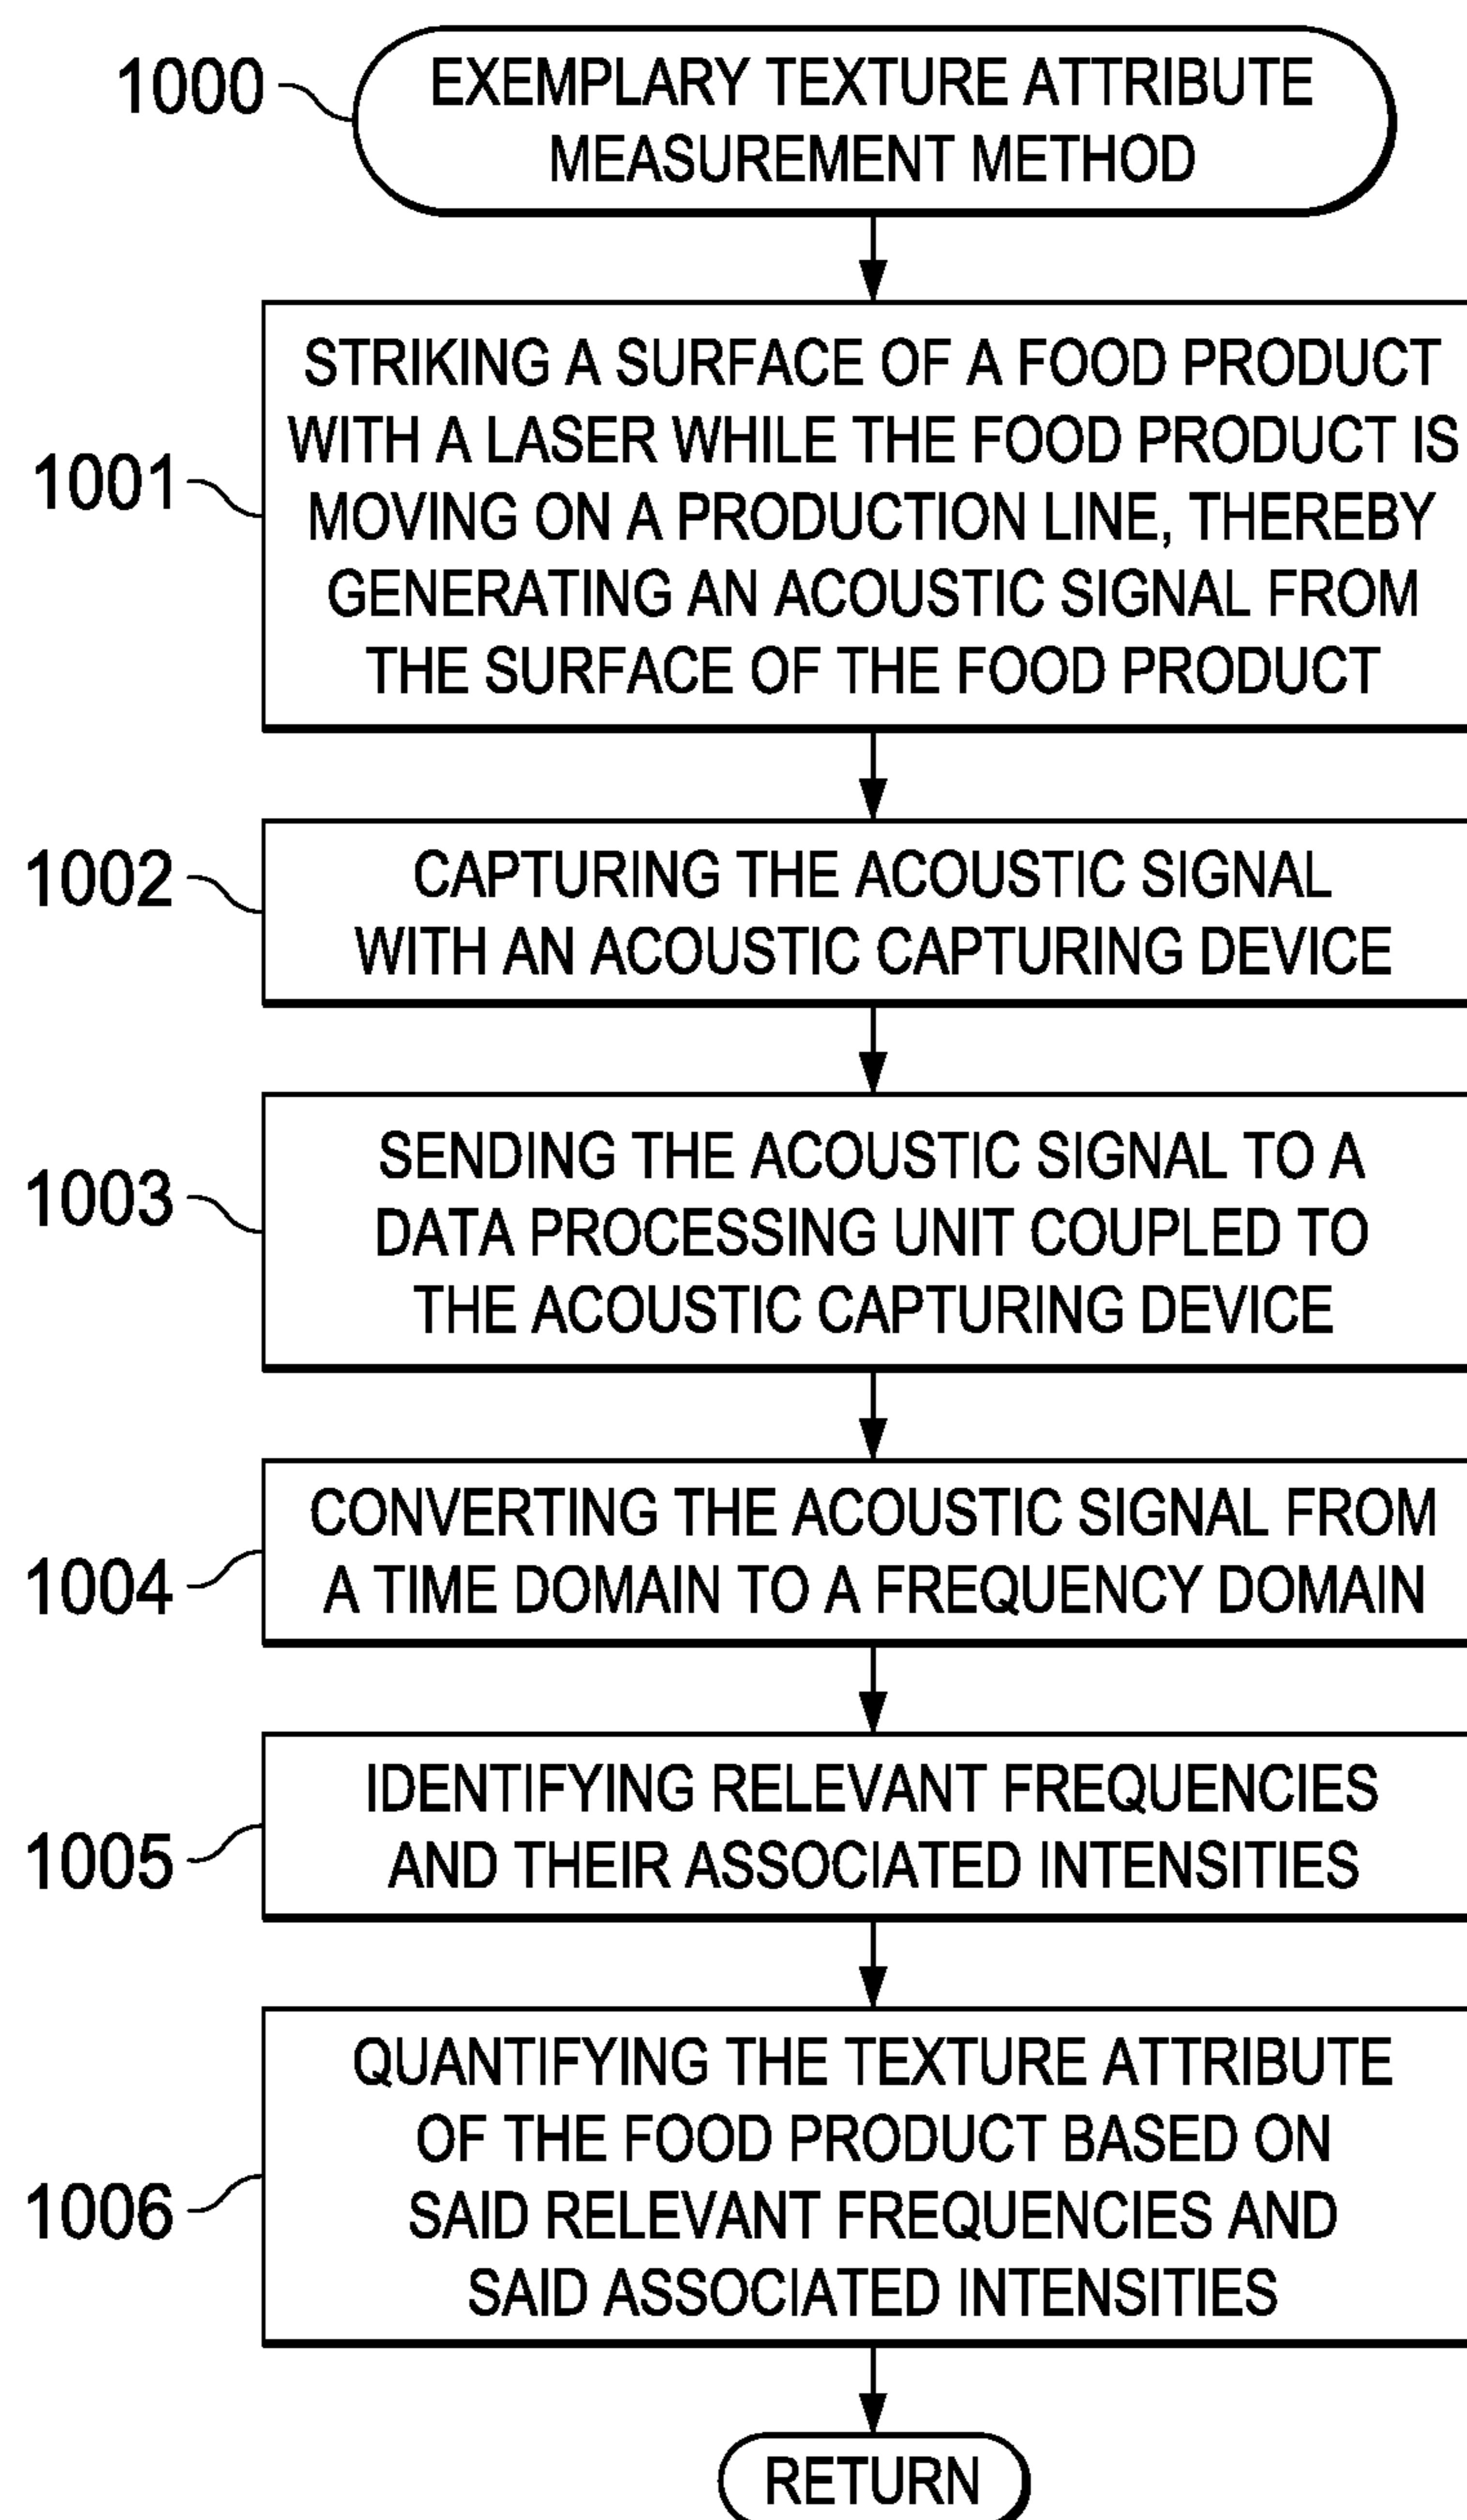 1000
EXEMPLARY TEXTURE ATTRIBUTE
MEASUREMENT METHOD
1001
STRIKING A SURFACE OF A FOOD PRODUCT
WITH A LASER WHILE THE FOOD PRODUCT IS
MOVING ON A PRODUCTION LINE, THEREBY
GENERATING AN ACOUSTIC SIGNAL FROM
THE SURFACE OF THE FOOD PRODUCT
1002
CAPTURING THE ACOUSTIC SIGNAL
WITH AN ACOUSTIC CAPTURING DEVICE
1003
SENDING THE ACOUSTIC SIGNAL TO A
DATA PROCESSING UNIT COUPLED TO
THE ACOUSTIC CAPTURING DEVICE
1004
CONVERTING THE ACOUSTIC SIGNAL FROM
A TIME DOMAIN TO A FREQUENCY DOMAIN
1005
IDENTIFYING RELEVANT FREQUENCIES
AND THEIR ASSOCIATED INTENSITIES
1006
QUANTIFYING THE TEXTURE ATTRIBUTE
OF THE FOOD PRODUCT BASED ON
SAID RELEVANT FREQUENCIES AND
SAID ASSOCIATED INTENSITIES
RETURN